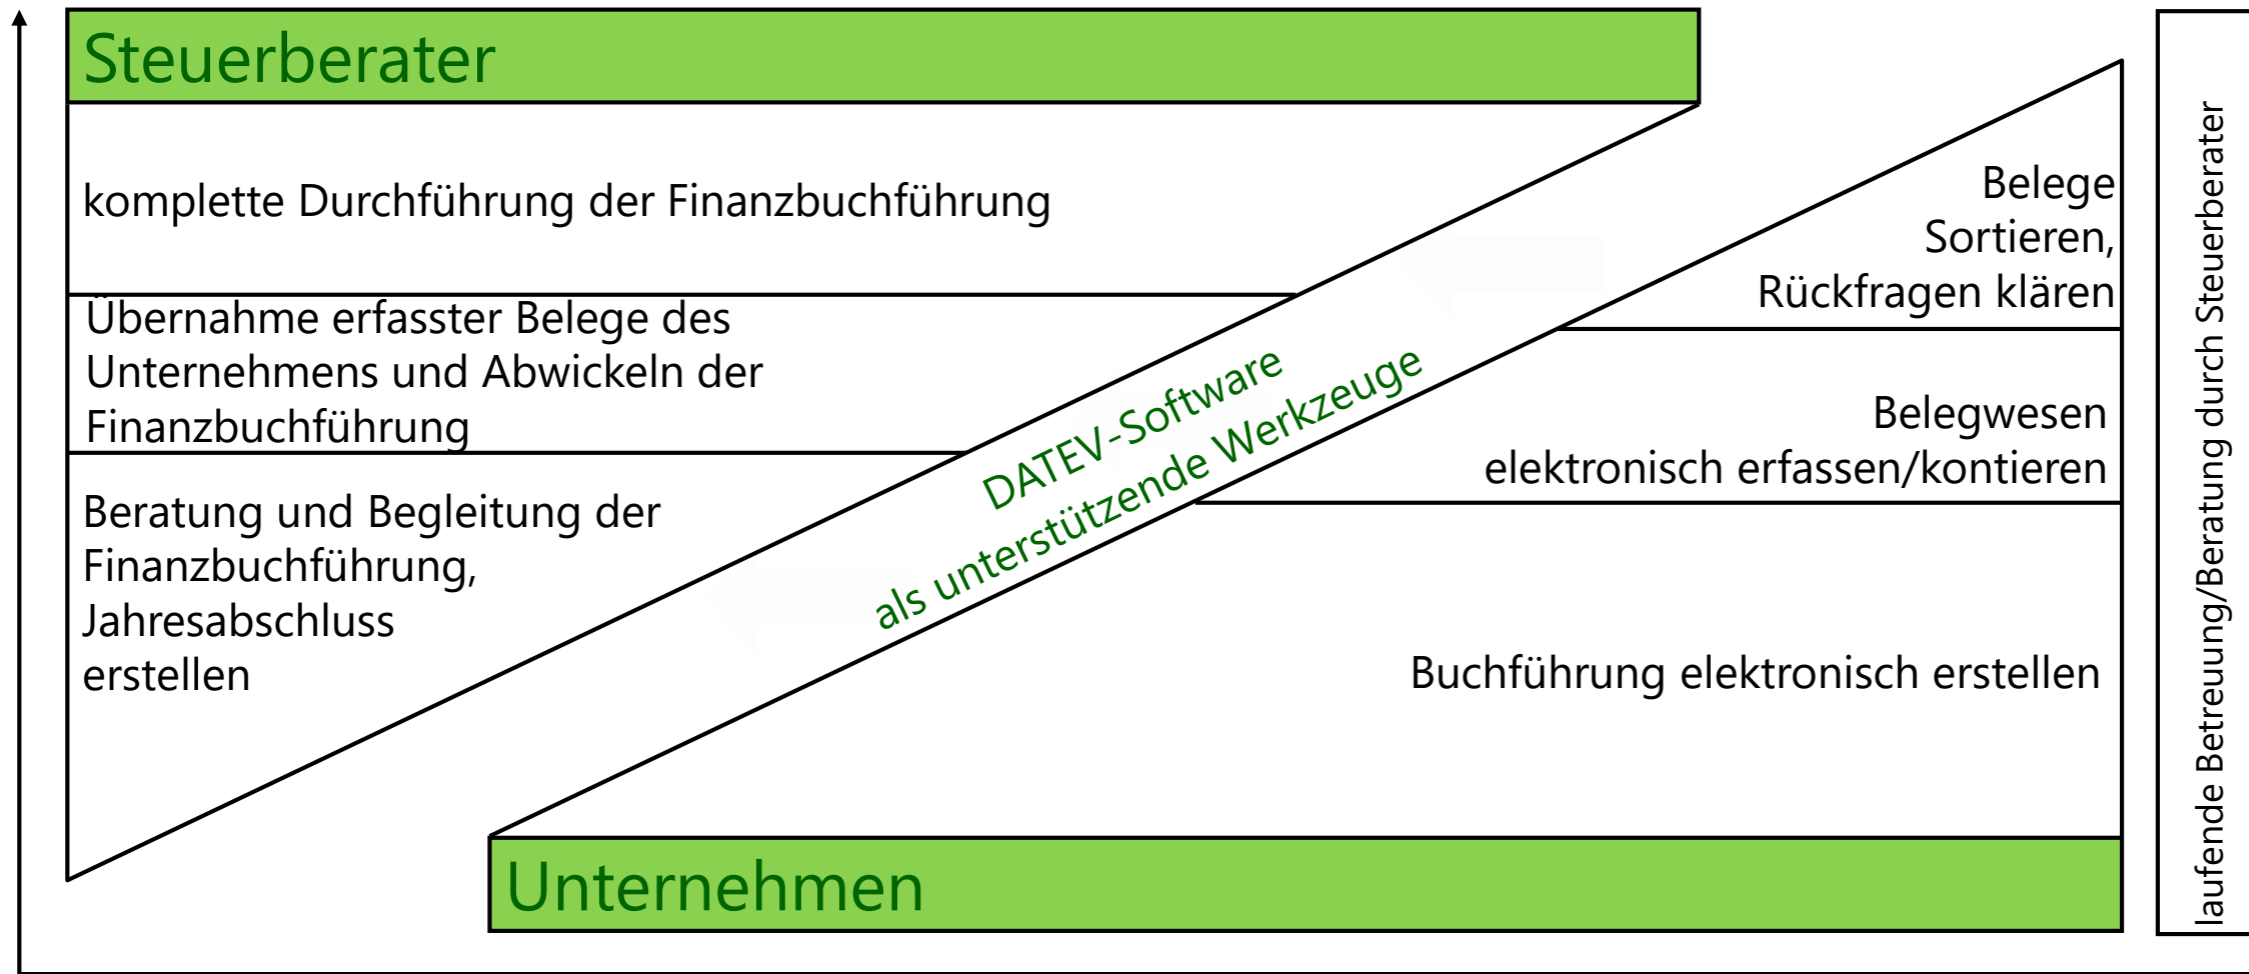 Steuerberater
komplette Durchführung der Finanzbuchführung
Übernahme erfasster Belege des
Unternehmens und Abwickeln der
Finanzbuchführung
Beratung und Begleitung der
Finanzbuchführung,
Jahresabschluss
erstellen
DATEV-Software
als unterstützende Werkzeuge
Belege
Sortieren,
Rückfragen klären
Belegwesen
elektronisch erfassen/kontieren
Buchführung elektronisch erstellen
Unternehmen
laufende Betreuung/Beratung durch Steuerberater